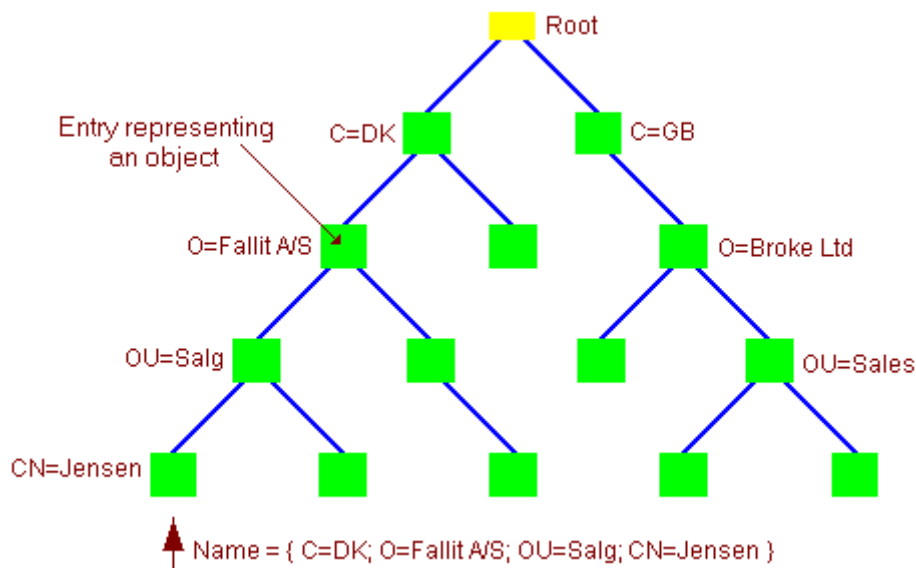 Root
C=DK
C=GB
Entry representing
an object
O=Fallit A/S
O=Broke Ltd
OU=Salg
OU=Sales
CN=Jensen
Name = { C=DK; O=Fallit A/S; OU=Salg; CN=Jensen }